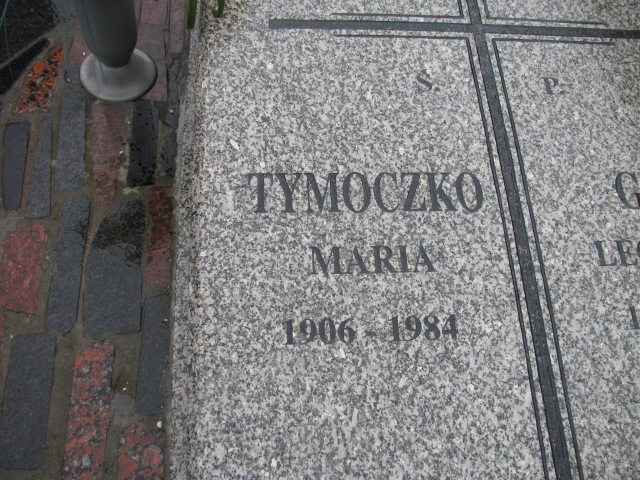 Ś. P.
TYMOCZKO
MARIA
1906 - 1984